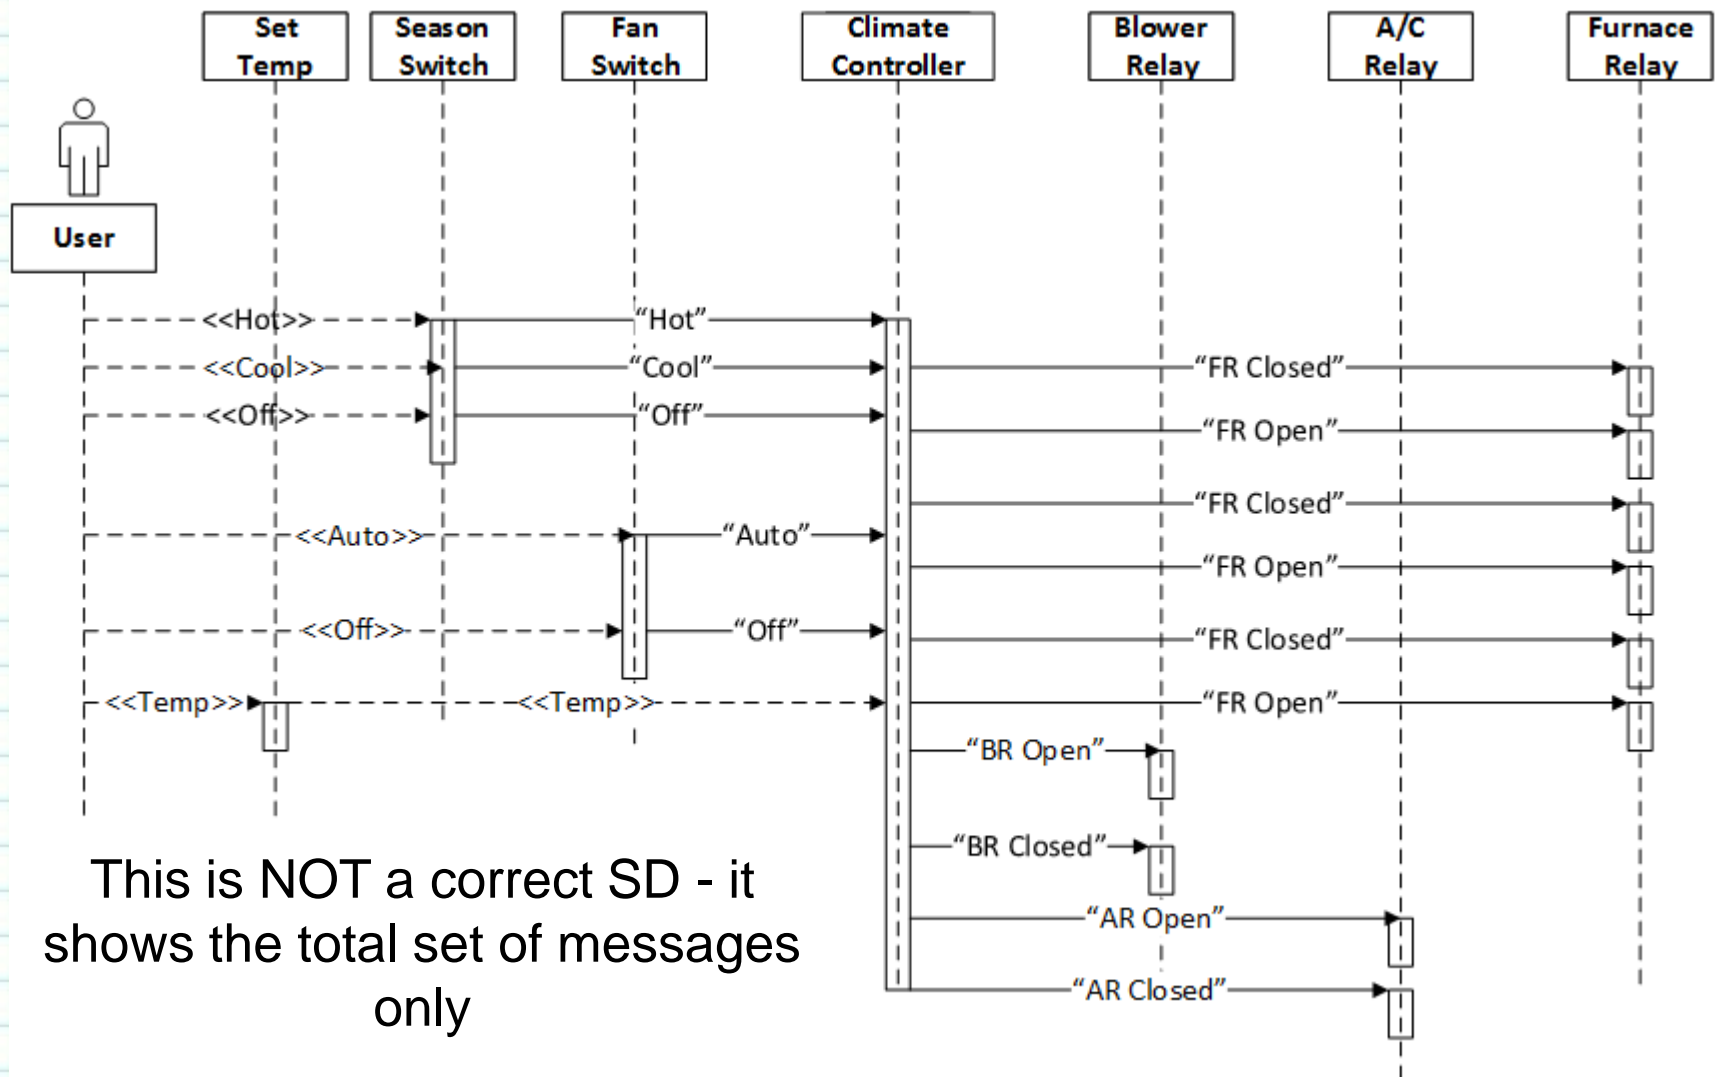 Set
Temp
Season
Switch
Fan
Switch
Climate
Controller
Blower
Relay
A/C
Relay
Furnace
Relay
User
<<Hot>> “Hot”
<<Cool>> “Cool” “FR Closed”
<<Off>> “Off”
“FR Open”
“FR Closed”
<<Auto>> “Auto”
“FR Open”
<<Off>> “Off”
“FR Closed”
<<Temp>> <<Temp>> “FR Open”
“BR Open”
“BR Closed”
“AR Open”
“AR Closed”
This is NOT a correct SD - it
shows the total set of messages
only